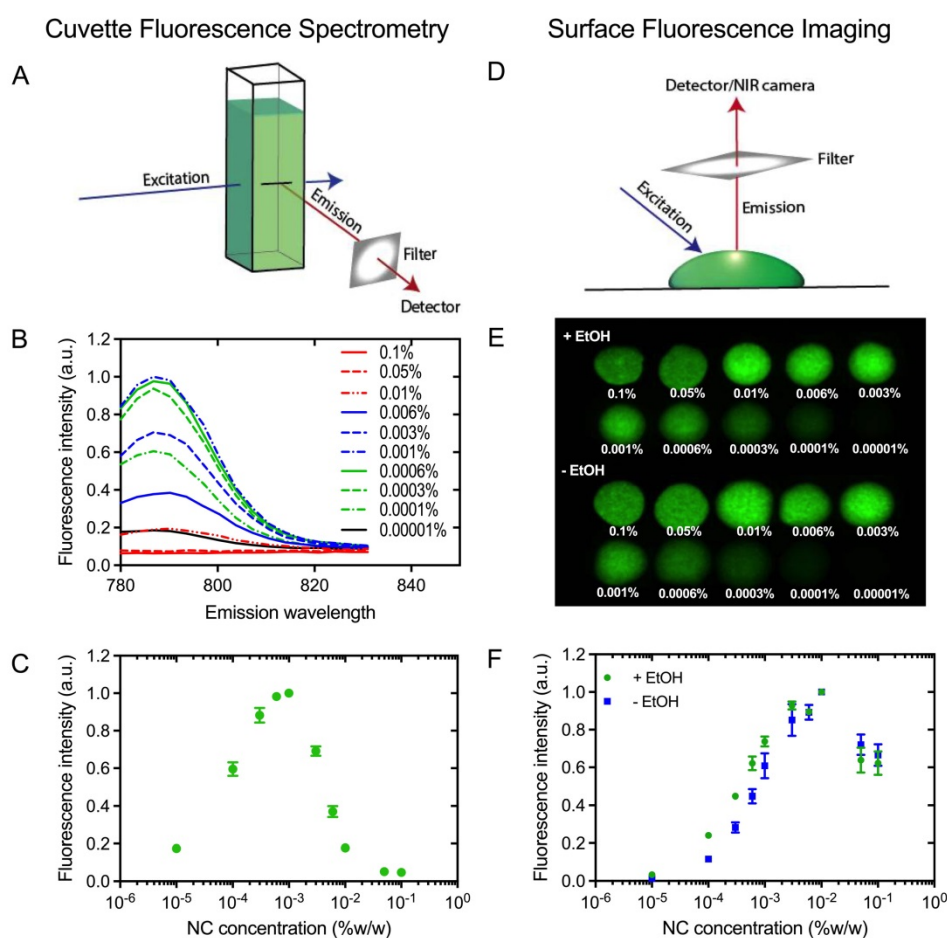 Cuvette Fluorescence Spectrometry
Surface Fluorescence Imaging
A
Excitation
Emission
Filter
Detector
D
Detector/NIR camera
Filter
Excitation
Emission
B
Fluorescence intensity (a.u.)
1.2
1.0
0.8
0.6
0.4
0.2
0.0
780
800
820
840
Emission wavelength
0.1%
0.05%
0.01%
0.006%
0.003%
0.001%
0.0006%
0.0003%
0.0001%
0.00001%
E
+ EtOH
0.1% 0.05% 0.01% 0.006% 0.003%
0.001% 0.0006% 0.0003% 0.0001% 0.00001%
- EtOH
0.1% 0.05% 0.01% 0.006% 0.003%
0.001% 0.0006% 0.0003% 0.0001% 0.00001%
C
Fluorescence intensity (a.u.)
1.2
1.0
0.8
0.6
0.4
0.2
0.0
10⁻⁶ 10⁻⁵ 10⁻⁴ 10⁻³ 10⁻² 10⁻¹ 10⁰
NC concentration (%w/w)
F
Fluorescence intensity (a.u.)
1.2
1.0
0.8
0.6
0.4
0.2
0.0
+ EtOH
- EtOH
10⁻⁶ 10⁻⁵ 10⁻⁴ 10⁻³ 10⁻² 10⁻¹ 10⁰
NC concentration (%w/w)